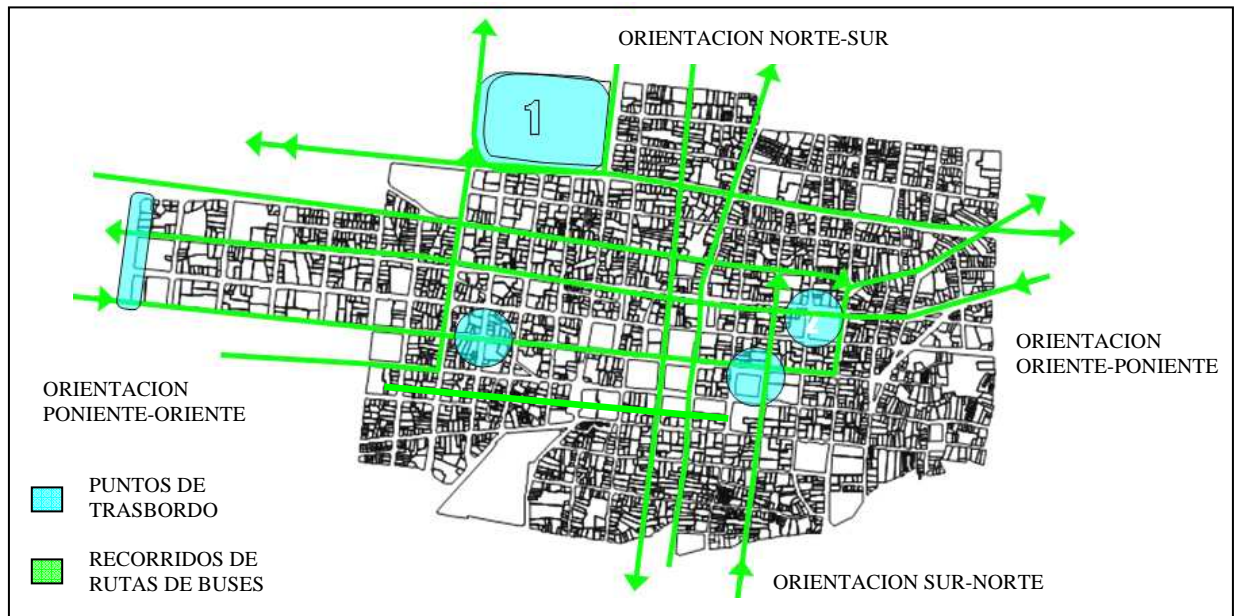 ORIENTACION NORTE-SUR
1
2
ORIENTACION
ORIENTE-PONIENTE
ORIENTACION
PONIENTE-ORIENTE
PUNTOS DE
TRASBORDO
RECORRIDOS DE
RUTAS DE BUSES
ORIENTACION SUR-NORTE